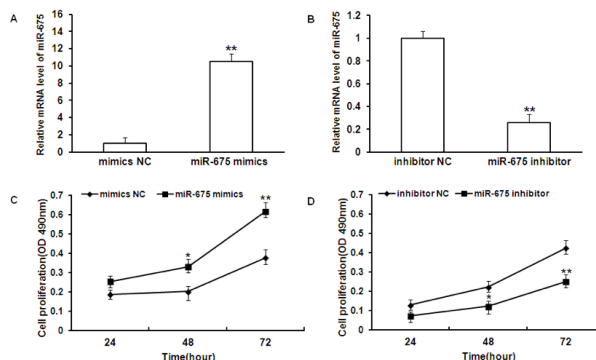 A
Relative mRNA level of miR-675
16
14
12
10
8
6
4
2
0
**
mimics NC
miR-675 mimics
B
Relative mRNA level of miR-675
1.2
1
0.8
0.6
0.4
0.2
0
**
inhibitor NC
miR-675 inhibitor
C
mimics NC
miR-675 mimics
Cell proliferation(OD 490nm)
0.7
0.6
0.5
0.4
0.3
0.2
0.1
0
*
**
24
48
72
Time(hour)
D
inhibitor NC
miR-675 inhibitor
Cell proliferation(OD 490nm)
0.7
0.6
0.5
0.4
0.3
0.2
0.1
0
*
**
24
48
72
Time(hour)